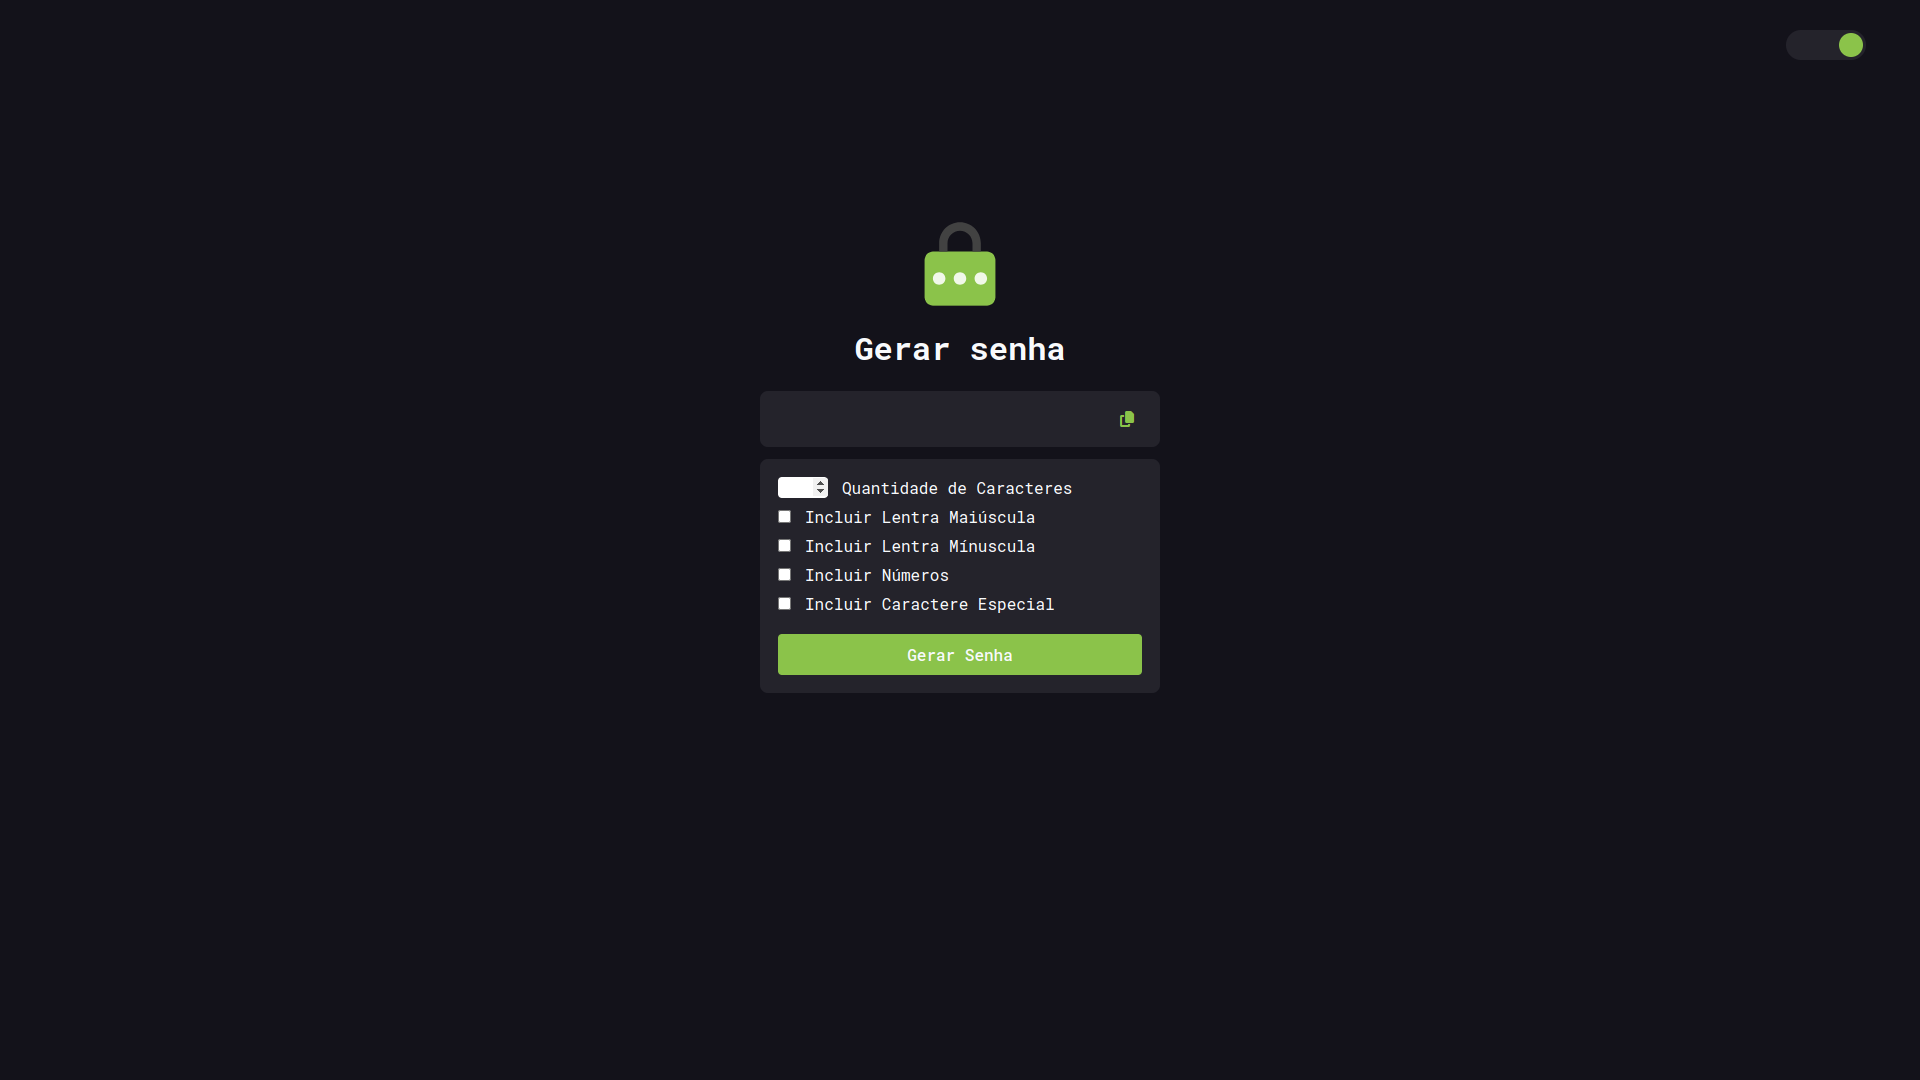 Gerar senha
Quantidade de Caracteres
Incluir Lentra Maiúscula
Incluir Lentra Mínuscula
Incluir Números
Incluir Caractere Especial
Gerar Senha